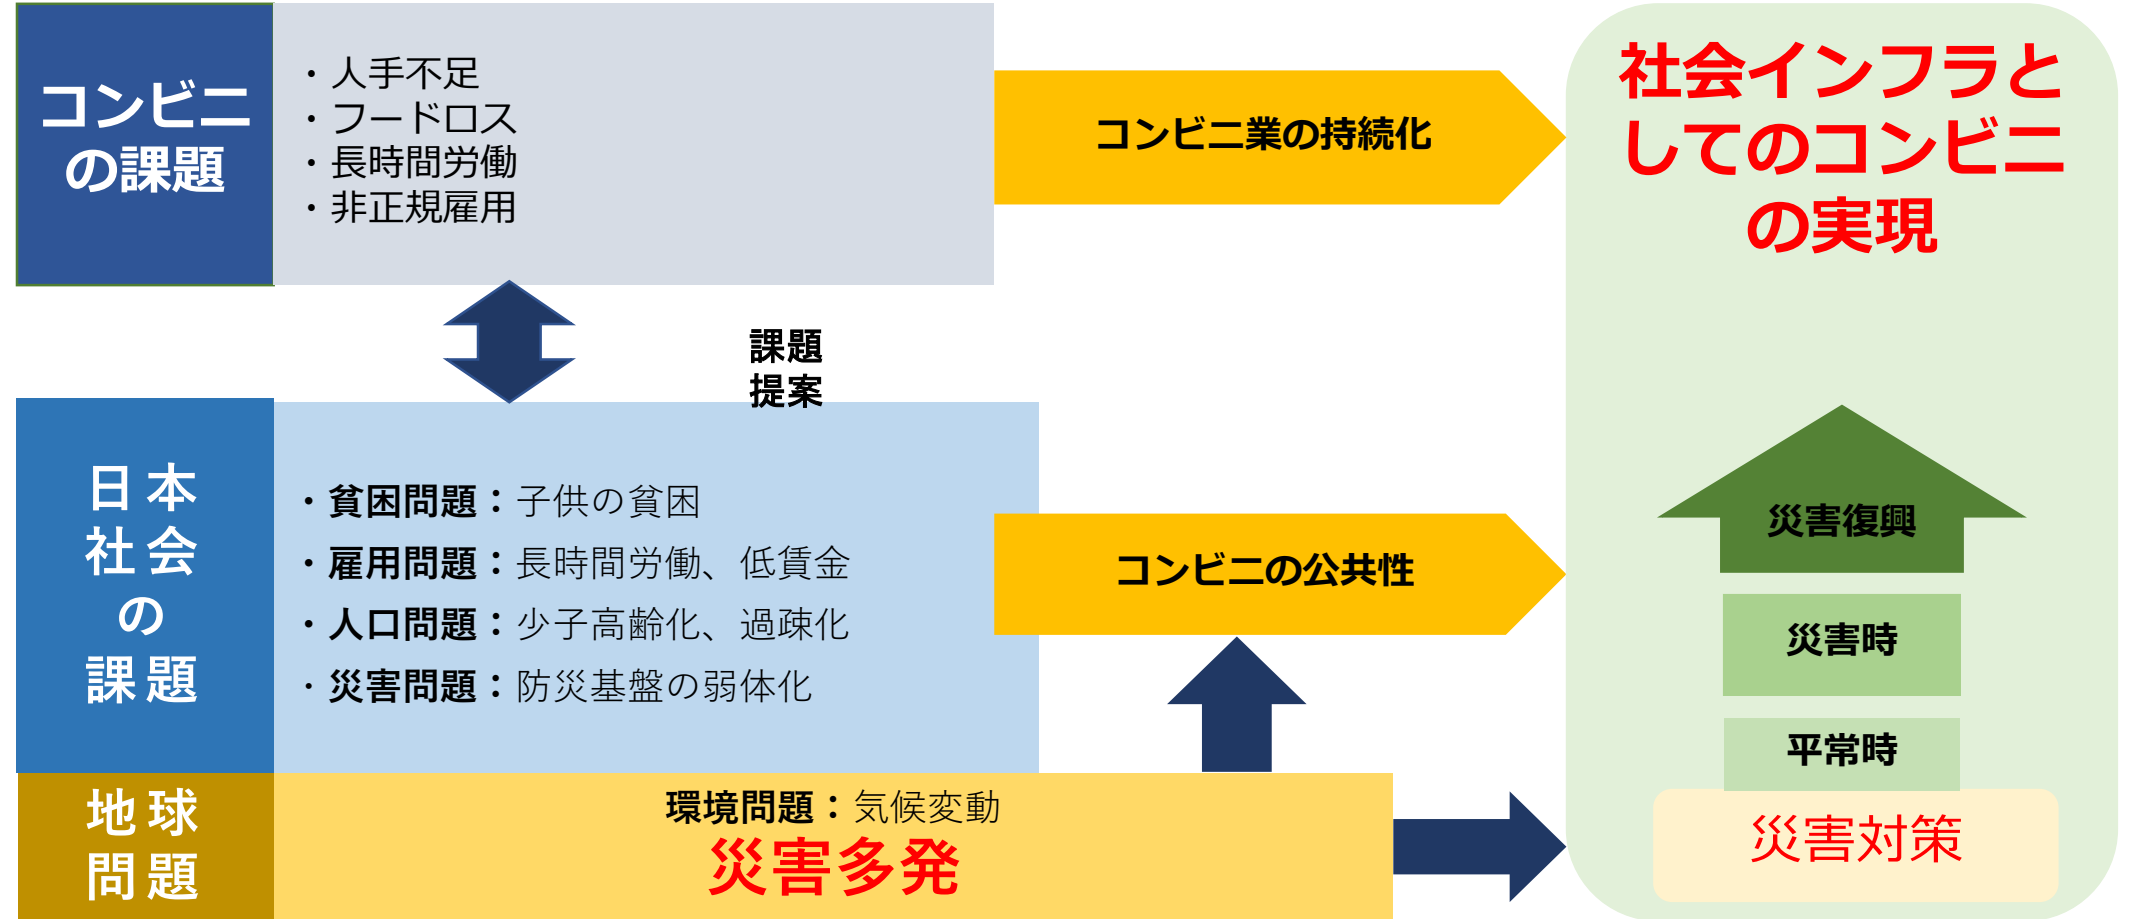 コンビニ
の課題
・人手不足
・フードロス
・長時間労働
・非正規雇用
コンビニ業の持続化
社会インフラと
してのコンビニ
の実現
課題
提案
日本
社会
の
課題
・貧困問題：子供の貧困
・雇用問題：長時間労働、低賃金
・人口問題：少子高齢化、過疎化
・災害問題：防災基盤の弱体化
コンビニの公共性
災害復興
災害時
平常時
災害対策
地球
問題
環境問題：気候変動
災害多発